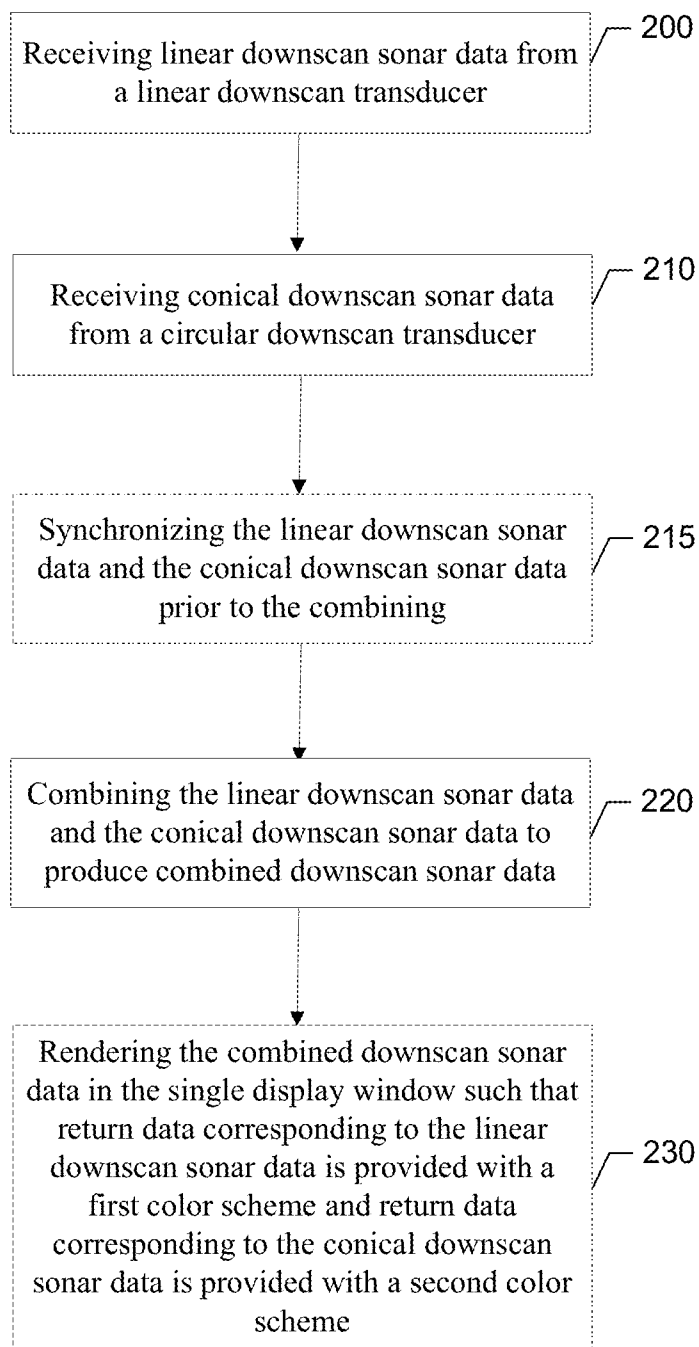 200
Receiving linear downscan sonar data from
a linear downscan transducer
210
Receiving conical downscan sonar data
from a circular downscan transducer
215
Synchronizing the linear downscan sonar
data and the conical downscan sonar data
prior to the combining
220
Combining the linear downscan sonar data
and the conical downscan sonar data to
produce combined downscan sonar data
230
Rendering the combined downscan sonar
data in the single display window such that
return data corresponding to the linear
downscan sonar data is provided with a
first color scheme and return data
corresponding to the conical downscan
sonar data is provided with a second color
scheme